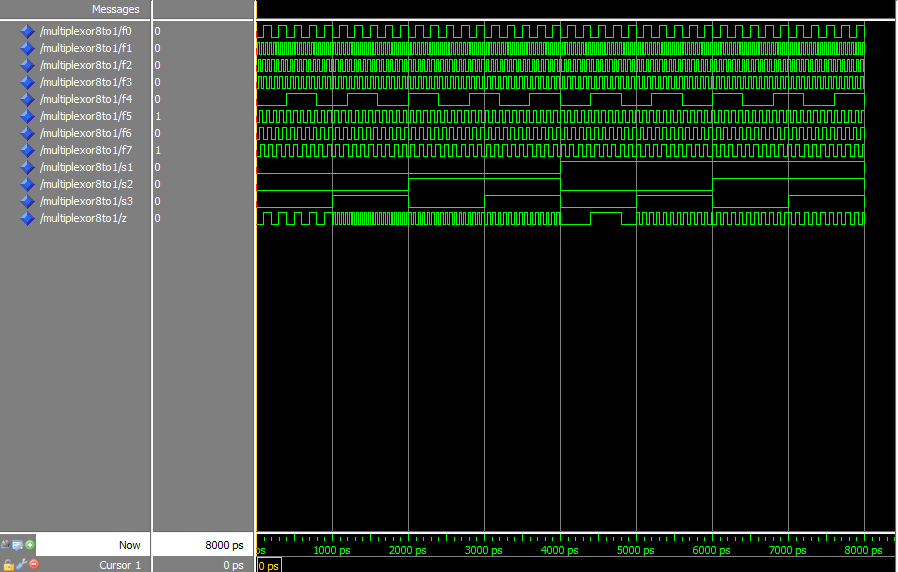 Messages
/multiplexor8to1/f0 0
/multiplexor8to1/f1 0
/multiplexor8to1/f2 0
/multiplexor8to1/f3 0
/multiplexor8to1/f4 0
/multiplexor8to1/f5 1
/multiplexor8to1/f6 0
/multiplexor8to1/f7 1
/multiplexor8to1/s1 0
/multiplexor8to1/s2 0
/multiplexor8to1/s3 0
/multiplexor8to1/z 0
Now 8000 ps ps 1000 ps 2000 ps 3000 ps 4000 ps 5000 ps 6000 ps 7000 ps 8000 ps
Cursor 1 0 ps 0 ps